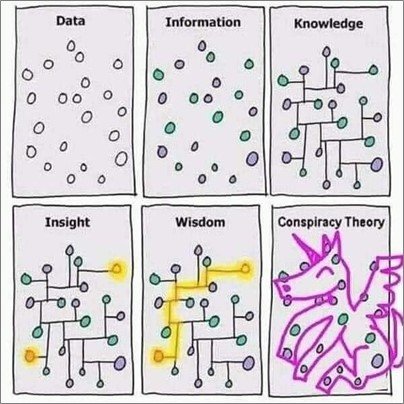 Data
Information
Knowledge
Insight
Wisdom
Conspiracy Theory